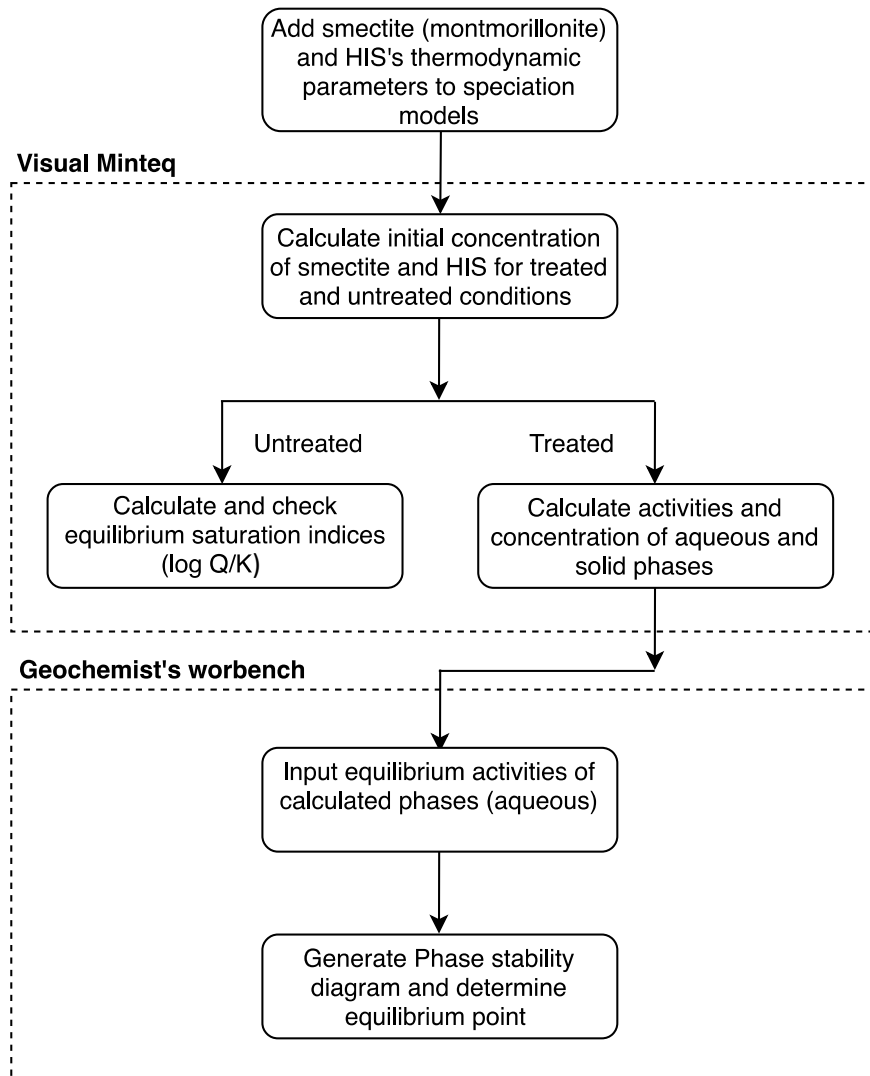 Add smectite (montmorillonite)
and HIS's thermodynamic
parameters to speciation
models
Visual Minteq
Calculate initial concentration
of smectite and HIS for treated
and untreated conditions
Untreated
Treated
Calculate and check
equilibrium saturation indices
(log Q/K)
Calculate activities and
concentration of aqueous and
solid phases
Geochemist's worbench
Input equilibrium activities of
calculated phases (aqueous)
Generate Phase stability
diagram and determine
equilibrium point